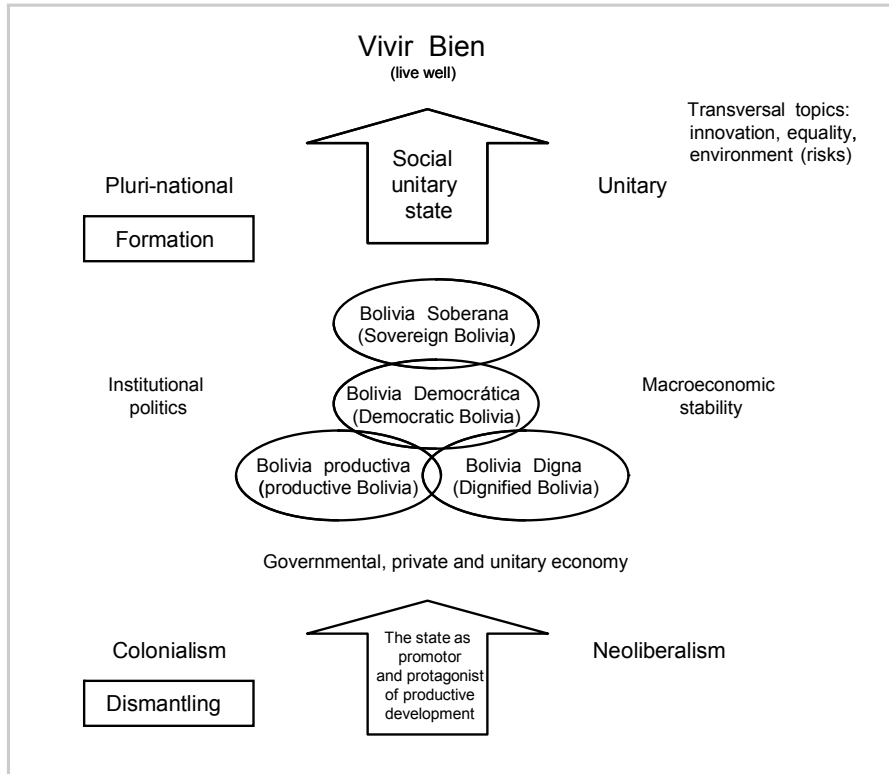 Vivir Bien
(live well)
Transversal topics:
innovation, equality,
environment (risks)
Social
unitary
state
Pluri-national
Unitary
Formation
Bolivia Soberana
(Sovereign Bolivia)
Institutional
politics
Bolivia Democrática
(Democratic Bolivia)
Macroeconomic
stability
Bolivia productiva
(productive Bolivia)
Bolivia Digna
(Dignified Bolivia)
Governmental, private and unitary economy
Colonialism
The state as
promotor
and protagonist
of productive
development
Neoliberalism
Dismantling